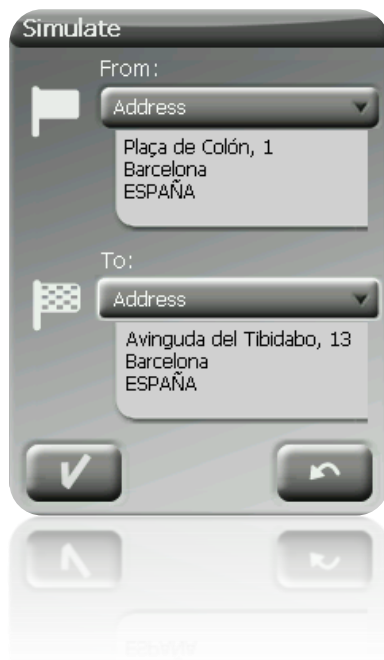 Simulate
From:
Address
Plaça de Colón, 1
Barcelona
ESPAÑA
To:
Address
Avinguda del Tibidabo, 13
Barcelona
ESPAÑA